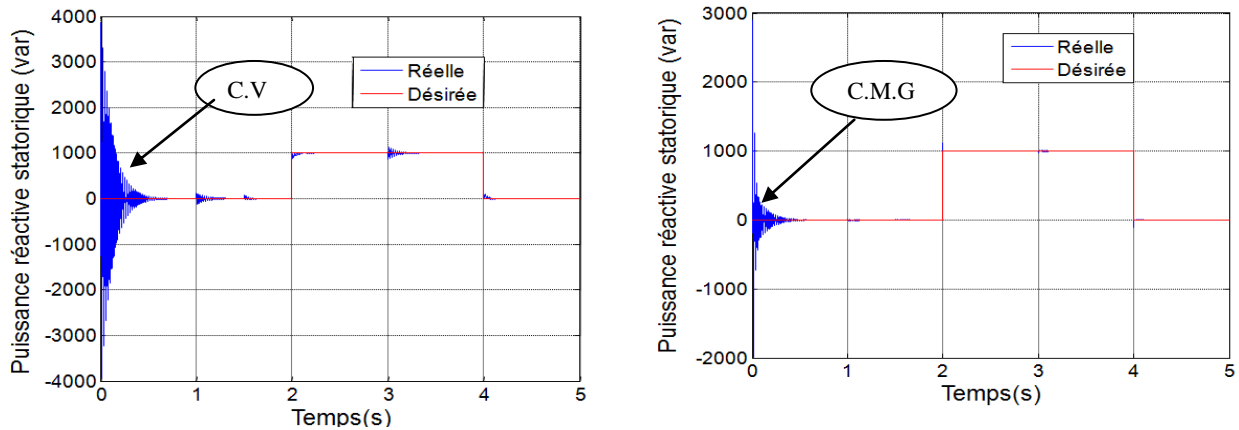 4000
3000
2000
1000
0
-1000
-2000
-3000
-4000
0
1
2
3
4
5
Puissance réactive statorique (var)
Temps(s)
C.V
Réelle
Désirée
3000
2000
1000
0
-1000
-2000
0
1
2
3
4
5
Puissance réactive statorique (var)
Temps(s)
C.M.G
Réelle
Désirée